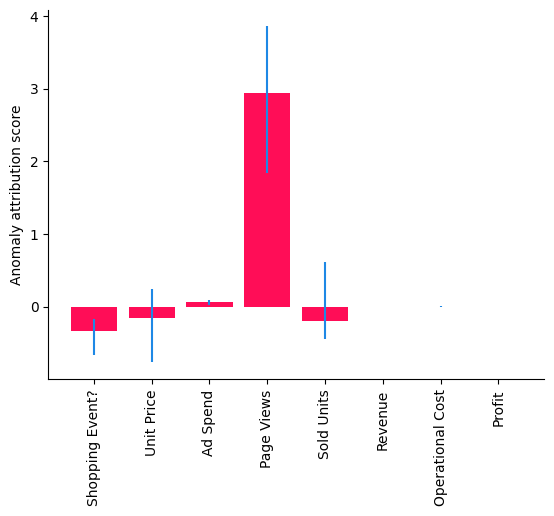 4
3
2
1
0
Anomaly attribution score
Shopping Event?
Unit Price
Ad Spend
Page Views
Sold Units
Revenue
Operational Cost
Profit